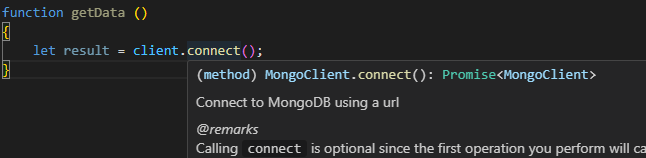 function getData ()
{
let result = client.connect();
}
(method) MongoClient.connect(): Promise<MongoClient>
Connect to MongoDB using a url
@remarks
Calling connect is optional since the first operation you perform will ca